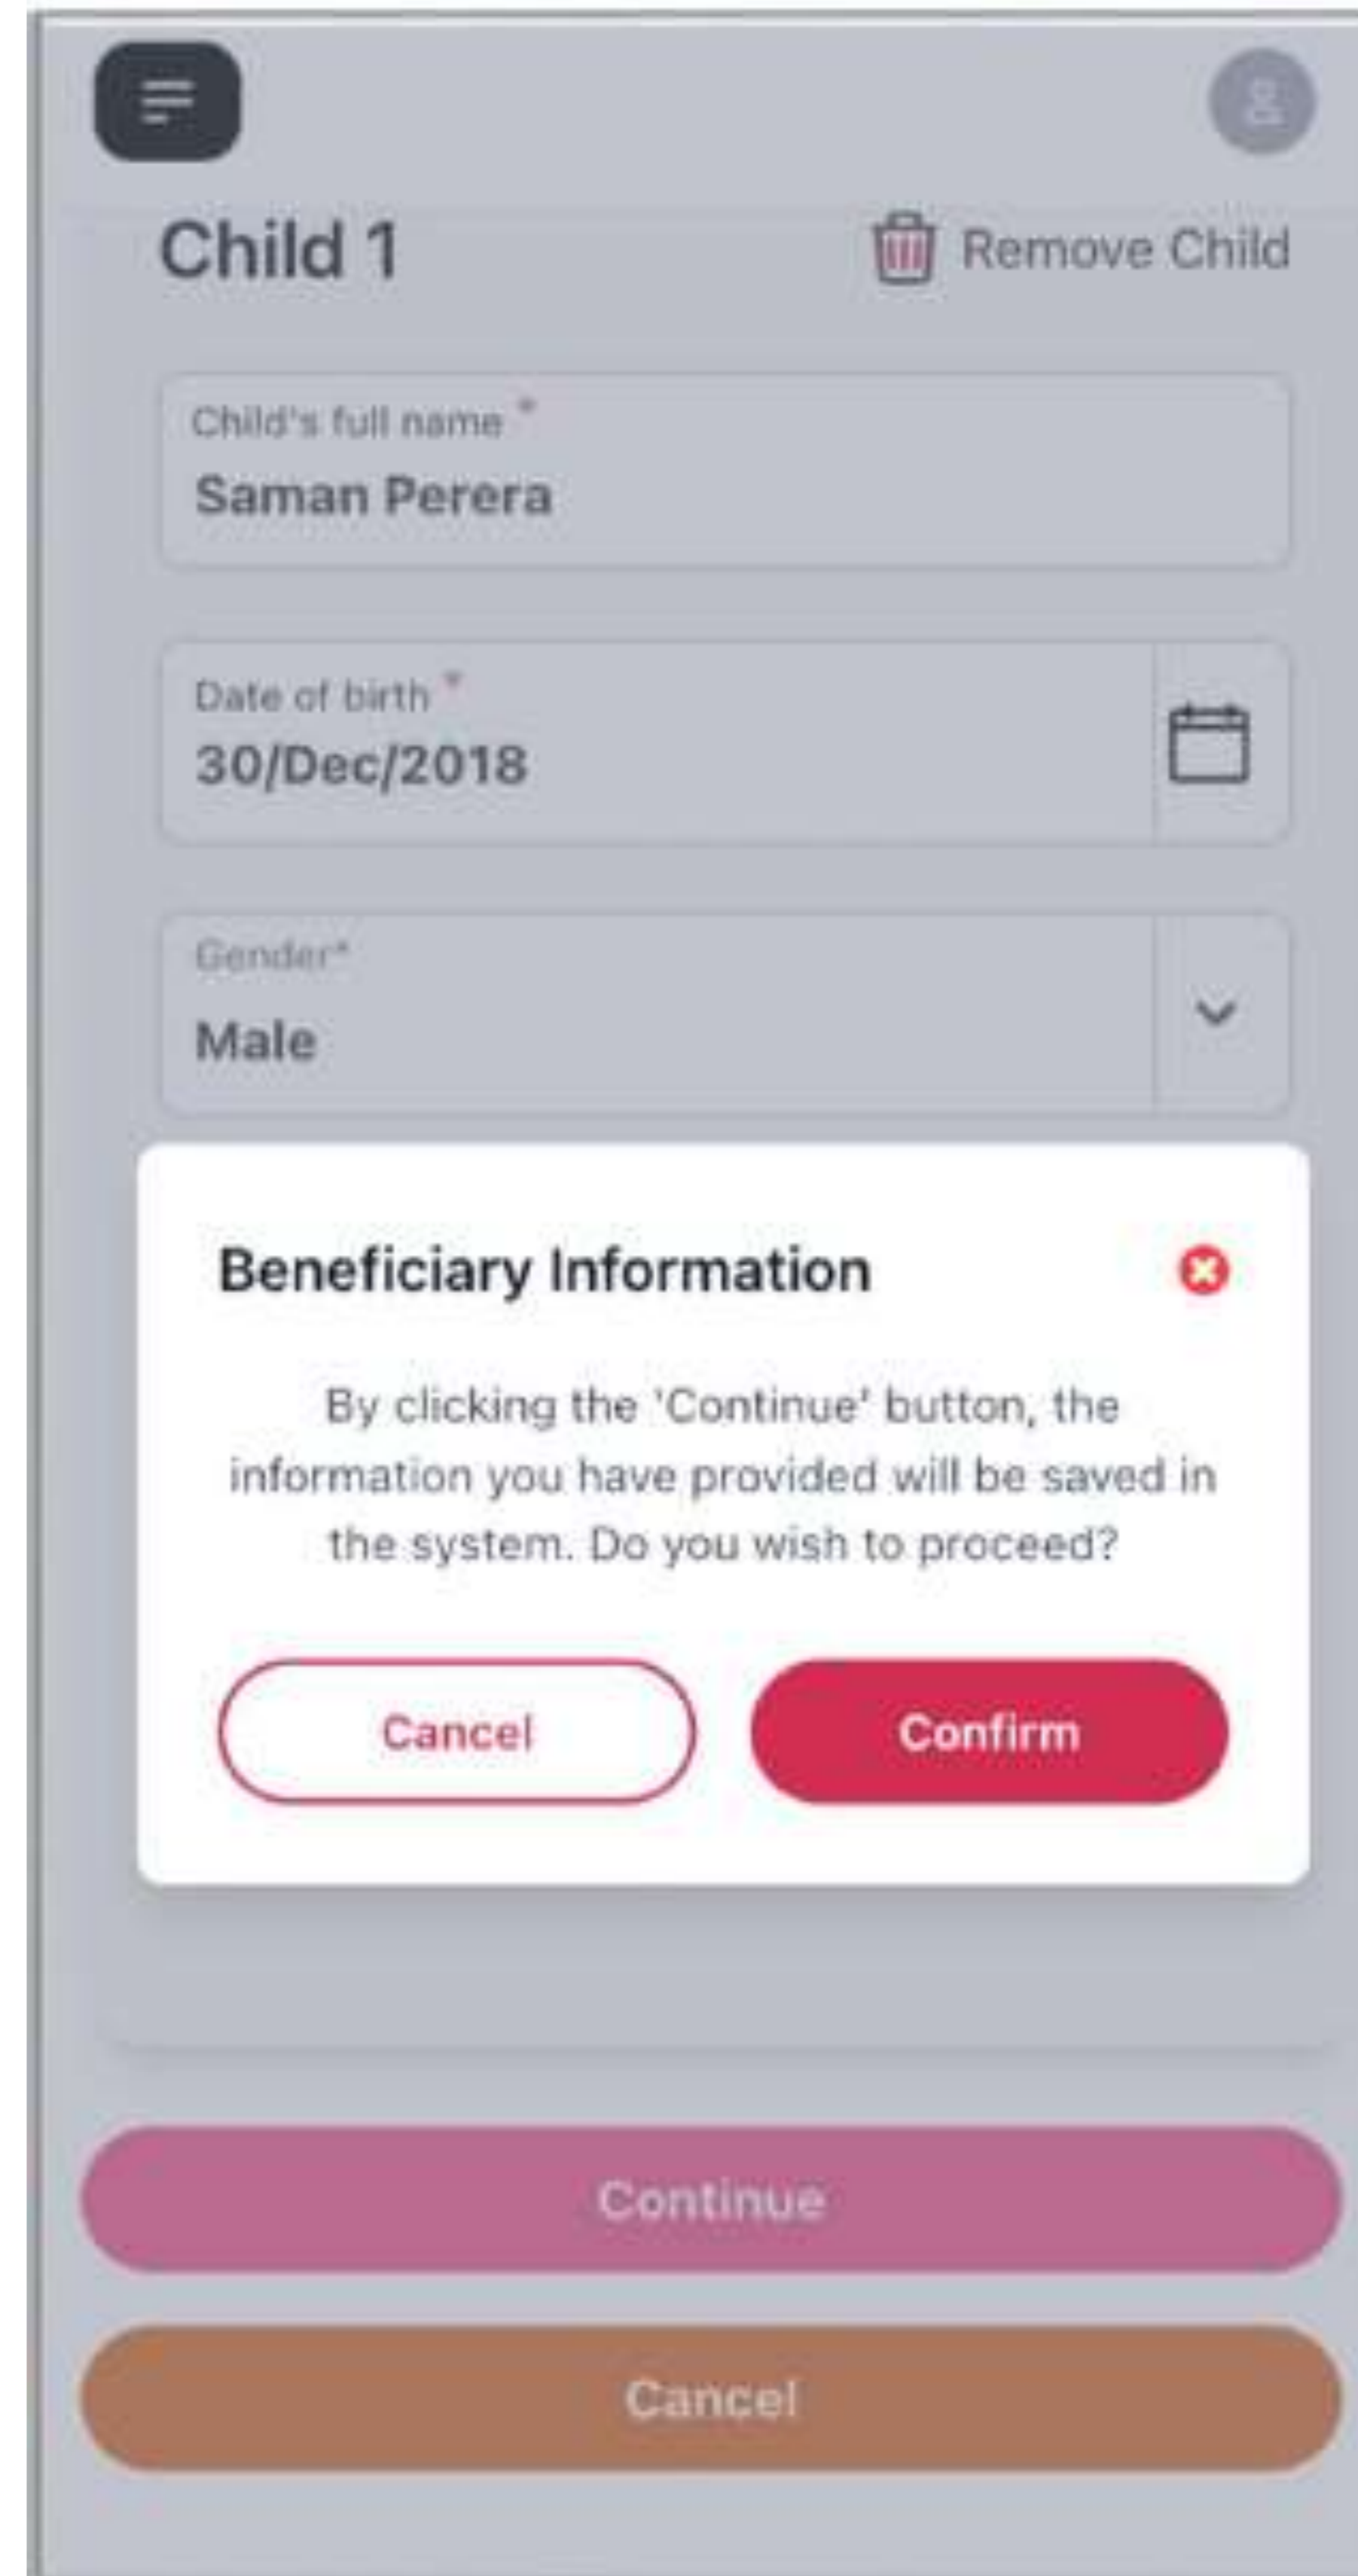 Child 1
Remove Child
Child's full name *
Saman Perera
Date of birth *
30/Dec/2018
Gender*
Male
Beneficiary Information
By clicking the 'Continue' button, the
information you have provided will be saved in
the system. Do you wish to proceed?
Cancel
Confirm
Continue
Cancel